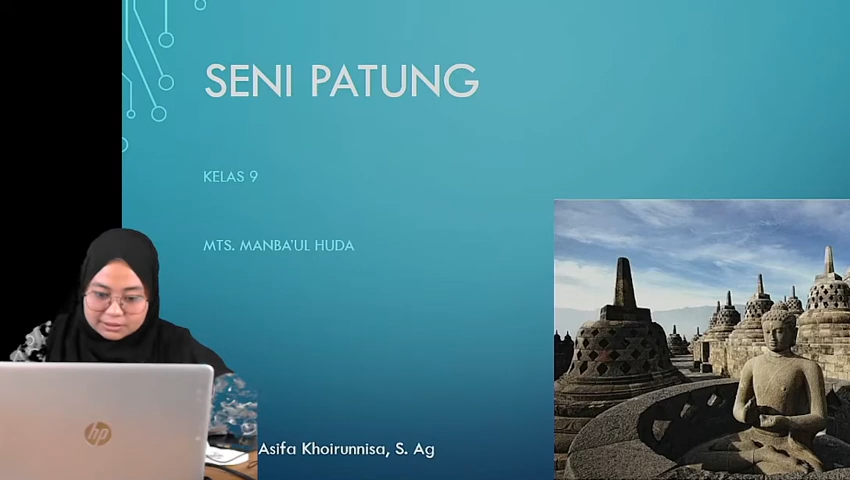 SENI PATUNG
KELAS 9
MTS. MANBA'UL HUDA
Asifa Khoirunnisa, S. Ag
hp